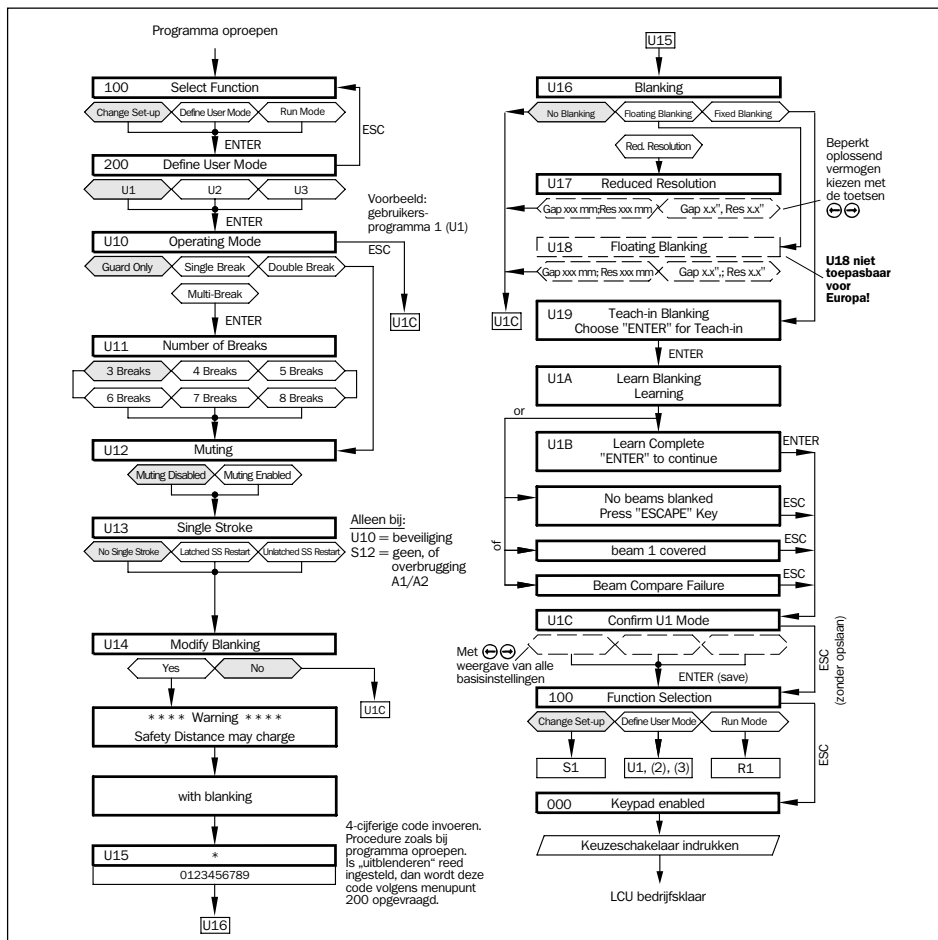 Programma oproepen
100 Select Function
Change Set-up Define User Mode Run Mode
ESC
ENTER
200 Define User Mode
U1 U2 U3
ENTER
Voorbeeld:
gebruikers-
programma 1 (U1)
U10 Operating Mode
ESC
Guard Only Single Break Double Break
Multi-Break
U1C
ENTER
U11 Number of Breaks
3 Breaks 4 Breaks 5 Breaks
6 Breaks 7 Breaks 8 Breaks
U12 Muting
Muting Disabled Muting Enabled
U13 Single Stroke
No Single Stroke Latched SS Restart Unlatched SS Restart
Alleen bij:
U10 = beveiliging
S12 = geen, of
overbrugging
A1/A2
U14 Modify Blanking
Yes No
U1C
* * * * Warning * * * *
Safety Distance may charge
with blanking
U15 *
0123456789
4-cijferige code invoeren.
Procedure zoals bij
programma oproepen.
Is „uitblenderen“ reed
ingesteld, dan wordt deze
code volgens menupunt
200 opgevraagd.
U16
U15
U16 Blanking
No Blanking Floating Blanking Fixed Blanking
Red. Resolution
U17 Reduced Resolution
Gap xxx mm;Res xxx mm Gap x.x", Res x.x"
Beperkt
oplossend
vermogen
kiezen met
de toetsen
U18 Floating Blanking
Gap xxx mm; Res xxx mm Gap x.x",; Res x.x"
U18 niet
toepasbaar
voor
Europa!
U1C
U19 Teach-in Blanking
Choose "ENTER" for Teach-in
ENTER
U1A Learn Blanking
Learning
or
U1B Learn Complete
"ENTER" to continue
ENTER
No beams blanked
Press "ESCAPE" Key
ESC
of
beam 1 covered
ESC
Beam Compare Failure
ESC
U1C Confirm U1 Mode
Met
weergave van alle
basisinstellingen
ESC
(zonder opslaan)
ENTER (save)
100 Function Selection
Change Set-up Define User Mode Run Mode
S1 U1, (2), (3) R1
ESC
000 Keypad enabled
Keuzeschakelaar indrukken
LCU bedrijfsklaar